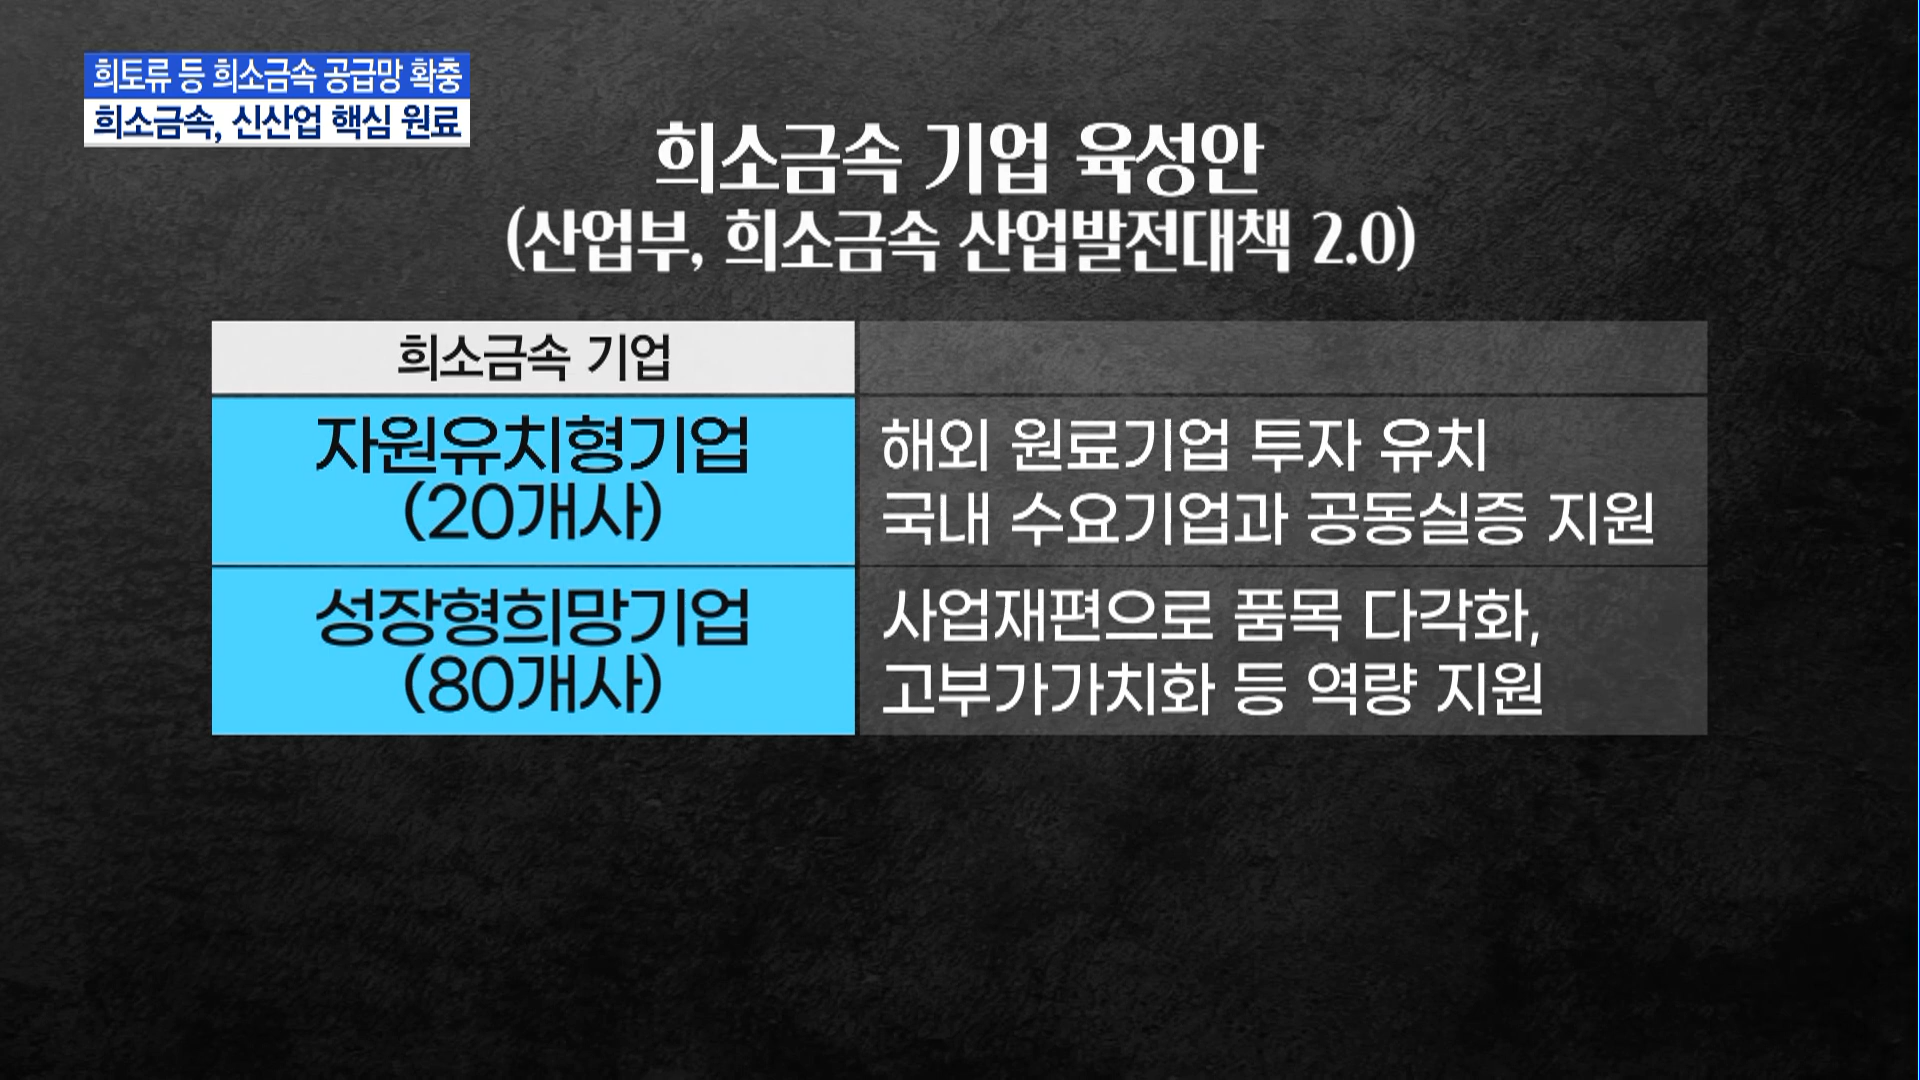 희토류 등 희소금속 공급망 확충
희소금속, 신산업 핵심 원료
희소금속 기업 육성안
(산업부, 희소금속 산업발전대책 2.0)
희소금속 기업
자원유치형기업
(20개사)
해외 원료기업 투자 유치
국내 수요기업과 공동실증 지원
성장형희망기업
(80개사)
사업재편으로 품목 다각화,
고부가가치화 등 역량 지원